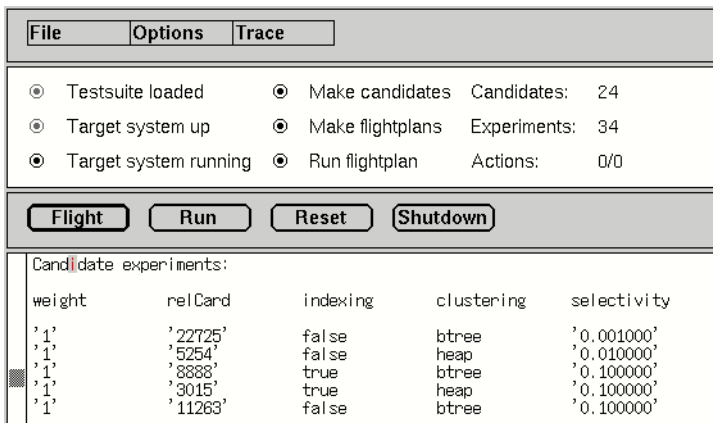 File Options Trace
Testsuite loaded Make candidates Candidates: 24
Target system up Make flightplans Experiments: 34
Target system running Run flightplan Actions: 0/0
Flight Run Reset Shutdown
Candidate experiments:
weight relCard indexing clustering selectivity
'1' '22725' false btree '0.001000'
'1' '5254' false heap '0.010000'
'1' '8888' true btree '0.100000'
'1' '3015' true heap '0.100000'
'1' '11263' false btree '0.100000'